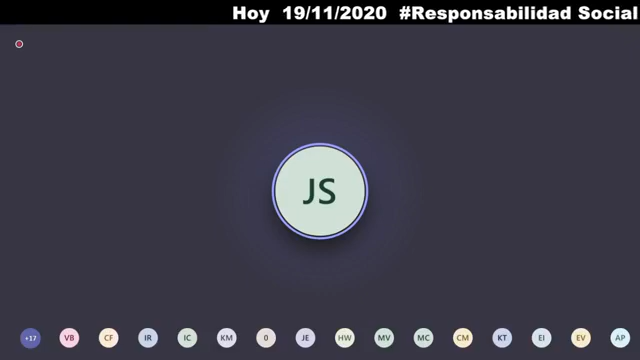 Hoy 19/11/2020 #Responsabilidad Social
JS
+17 VB CF IR IC KM 0 JE HW MV MC CM KT EI EV AP